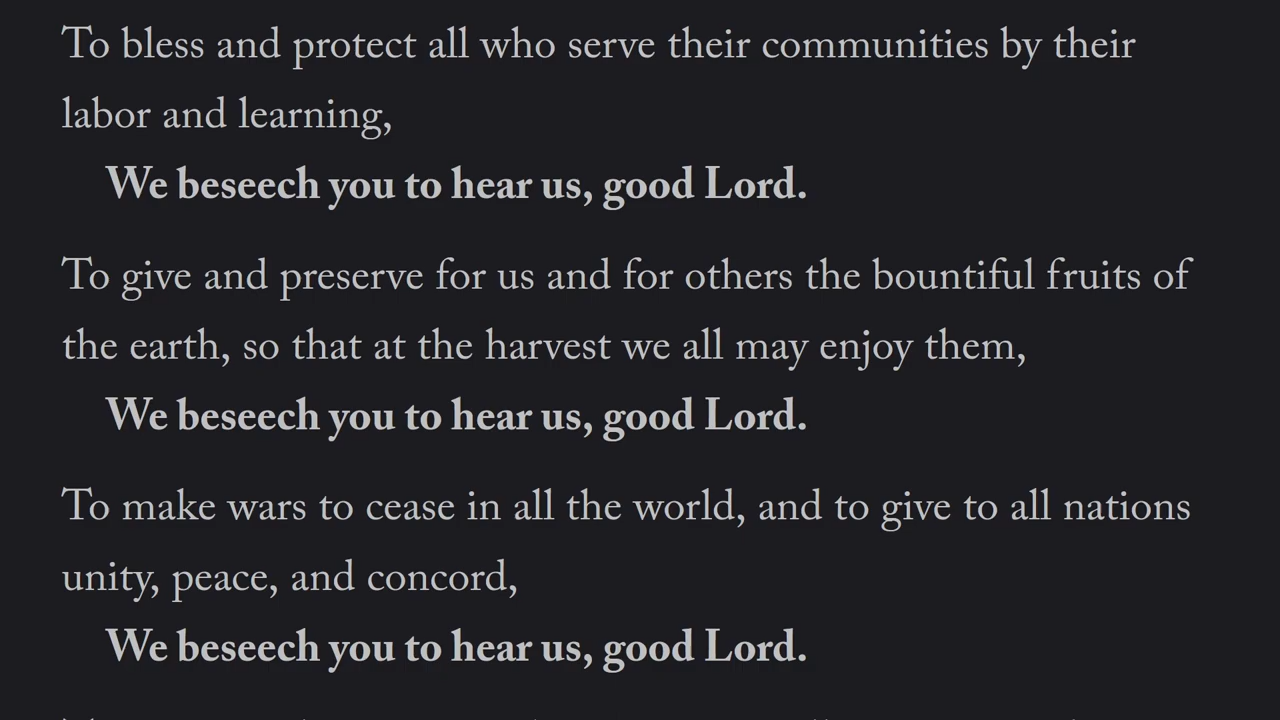 To bless and protect all who serve their communities by their
labor and learning,
We beseech you to hear us, good Lord.
To give and preserve for us and for others the bountiful fruits of
the earth, so that at the harvest we all may enjoy them,
We beseech you to hear us, good Lord.
To make wars to cease in all the world, and to give to all nations
unity, peace, and concord,
We beseech you to hear us, good Lord.